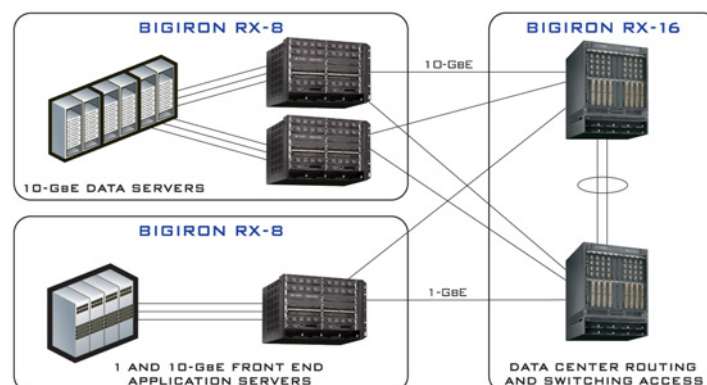 BIGIRON RX-8
BIGIRON RX-16
10-GBE
10-GBE DATA SERVERS
BIGIRON RX-8
1-GBE
1 AND 10-GBE FRONT END
APPLICATION SERVERS
DATA CENTER ROUTING
AND SWITCHING ACCESS